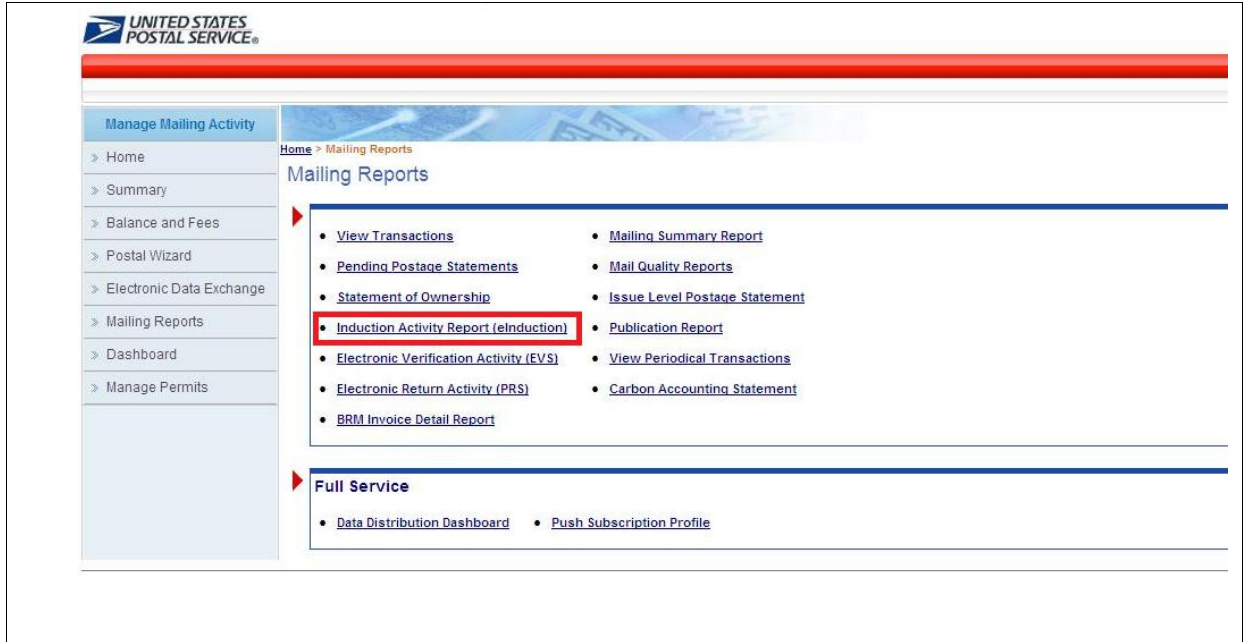 UNITED STATES
POSTAL SERVICE®
Manage Mailing Activity
» Home
» Summary
» Balance and Fees
» Postal Wizard
» Electronic Data Exchange
» Mailing Reports
» Dashboard
» Manage Permits
Home > Mailing Reports
Mailing Reports
• View Transactions
• Pending Postage Statements
• Statement of Ownership
• Induction Activity Report (eInduction)
• Electronic Verification Activity (EVS)
• Electronic Return Activity (PRS)
• BRM Invoice Detail Report
• Mailing Summary Report
• Mail Quality Reports
• Issue Level Postage Statement
• Publication Report
• View Periodical Transactions
• Carbon Accounting Statement
Full Service
• Data Distribution Dashboard • Push Subscription Profile